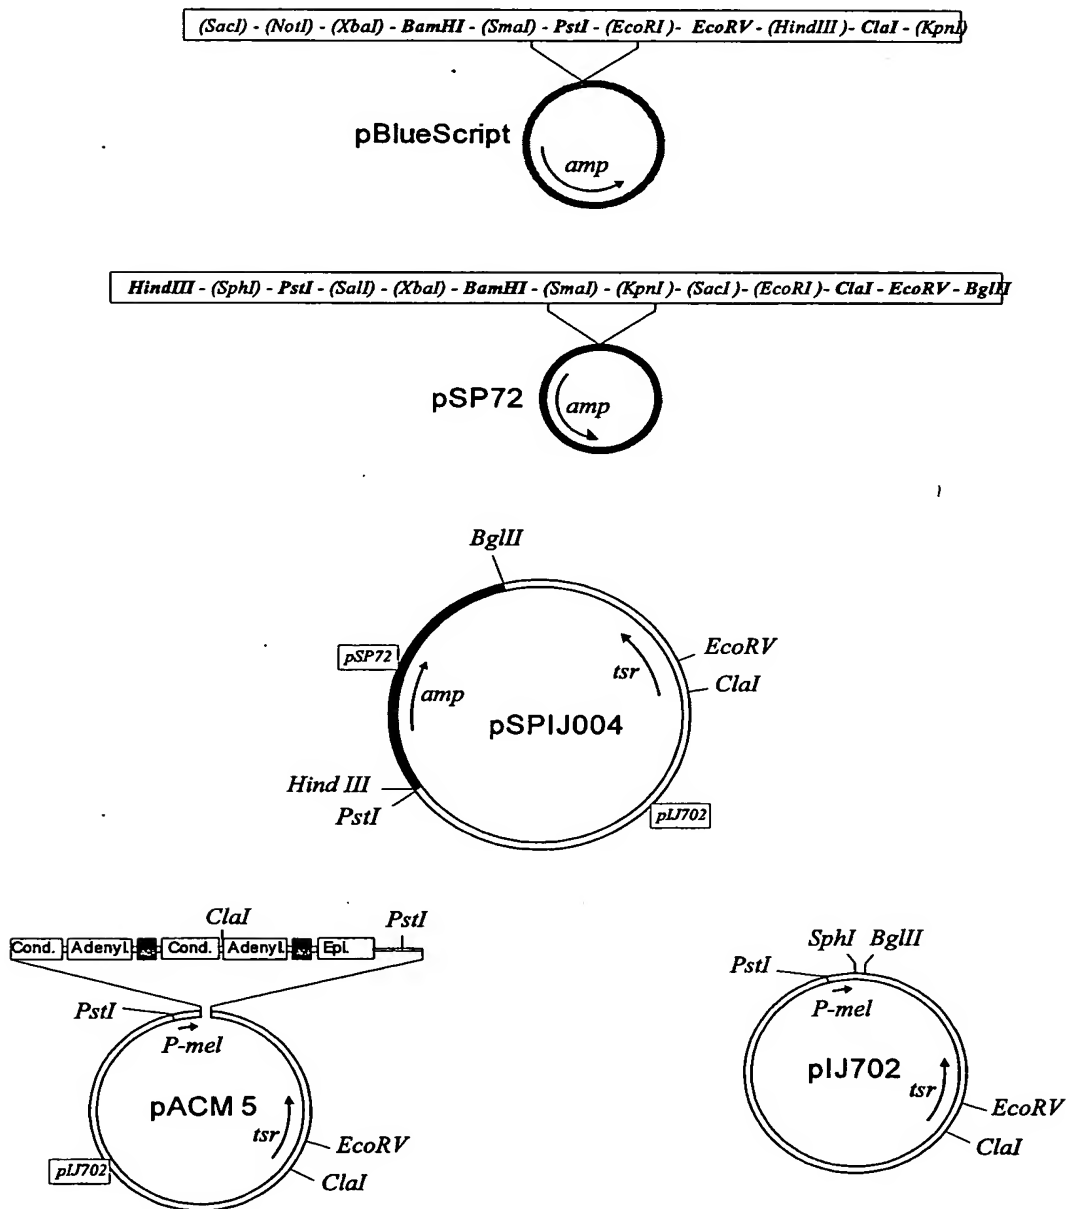 (SacI) - (NotI) - (XbaI) - BamHI - (SmaI) - PstI - (EcoRI)- EcoRV - (HindIII)- ClaI - (KpnI)
pBlueScript
amp
HindIII - (SphI) - PstI - (SalI) - (XbaI) - BamHI - (SmaI) - (KpnI) - (SacI) - (EcoRI) - ClaI - EcoRV - BglII
pSP72
amp
BglII
pSP72
amp
tsr
EcoRV
ClaI
pSPIJ004
Hind III
PstI
pIJ702
ClaI
PstI
Cond. Adenyl. Cond. Adenyl. Epi.
PstI
P-mel
pACM 5
tsr
EcoRV
ClaI
pIJ702
SphI BglII
PstI
P-mel
pIJ702
tsr
EcoRV
ClaI